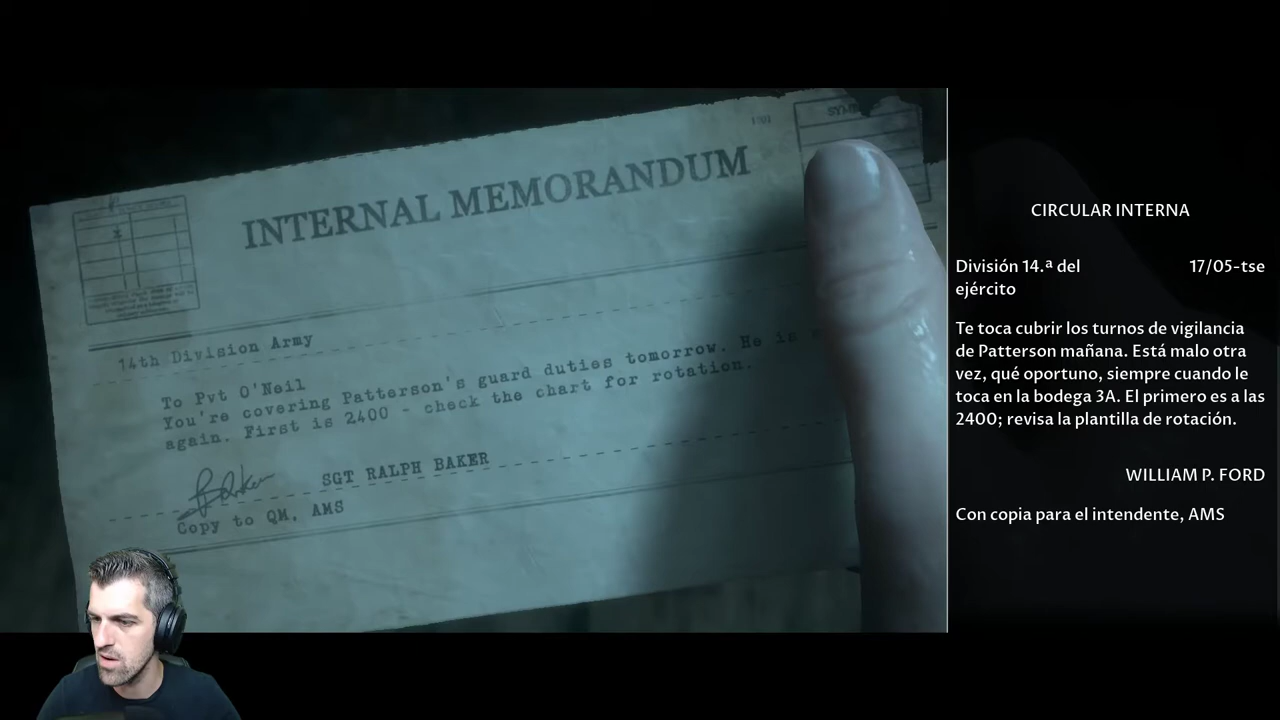 INTERNAL MEMORANDUM
14th Division Army
To Pvt O'Neil
You're covering Patterson's guard duties tomorrow. He is
again. First is 2400 - check the chart for rotation.
SGT RALPH BAKER
Copy to QM, AMS
CIRCULAR INTERNA
División 14.ª del 17/05-tse
ejército
Te toca cubrir los turnos de vigilancia
de Patterson mañana. Está malo otra
vez, qué oportuno, siempre cuando le
toca en la bodega 3A. El primero es a las
2400; revisa la plantilla de rotación.
WILLIAM P. FORD
Con copia para el intendente, AMS